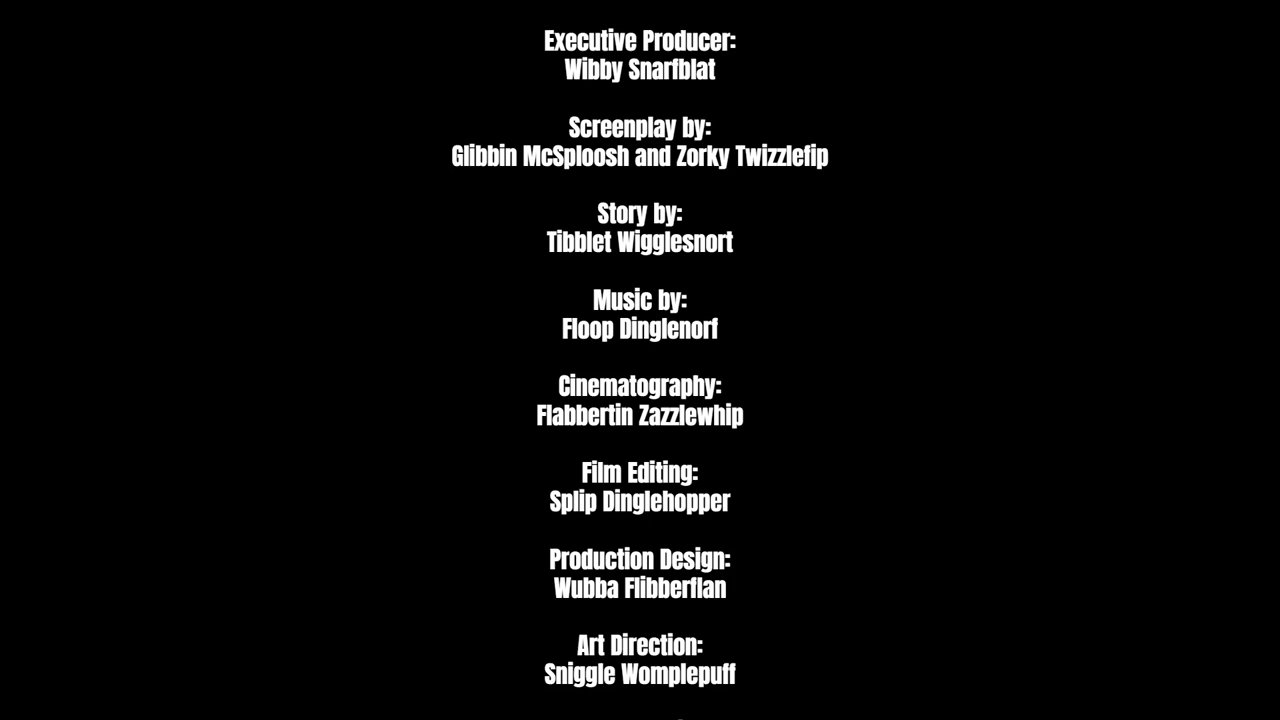 Executive Producer:
Wibby Snarfblat
Screenplay by:
Glibbin McSploosh and Zorky Twizzlefip
Story by:
Tibblet Wigglesnort
Music by:
Floop Dinglenorf
Cinematography:
Flabbertin Zazzlewhip
Film Editing:
Splip Dinglehopper
Production Design:
Wubba Flibberflan
Art Direction:
Sniggle Womplepuff